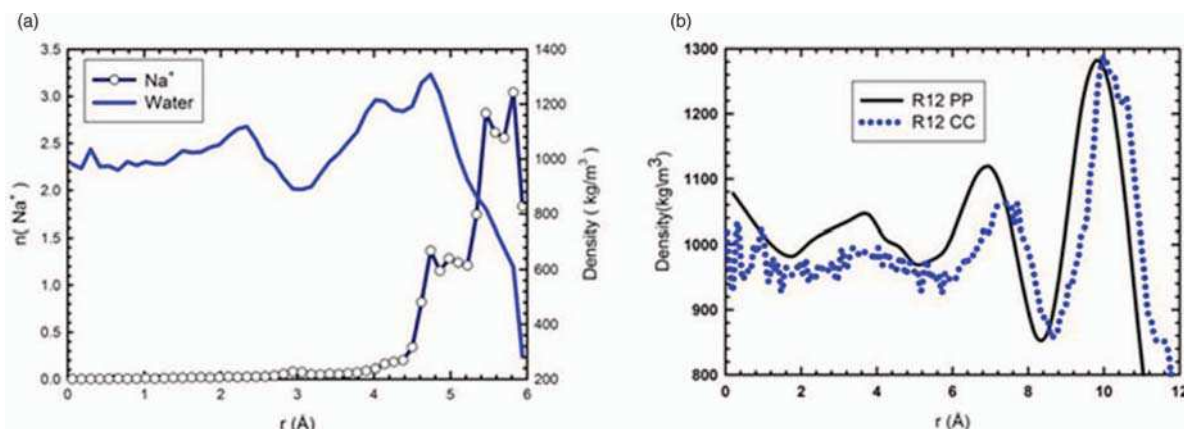 (a)
3.5
3.0
2.5
2.0
1.5
1.0
0.5
0.0
n( Na⁺ )
Na⁺
Water
1400
1200
1000
800
600
400
200
Density ( kg/m³ )
0 1 2 3 4 5 6
r (Å)
(b)
1300
1200
1100
1000
900
800
Density(kg\m³)
R12 PP
R12 CC
0 2 4 6 8 10 12
r (Å)